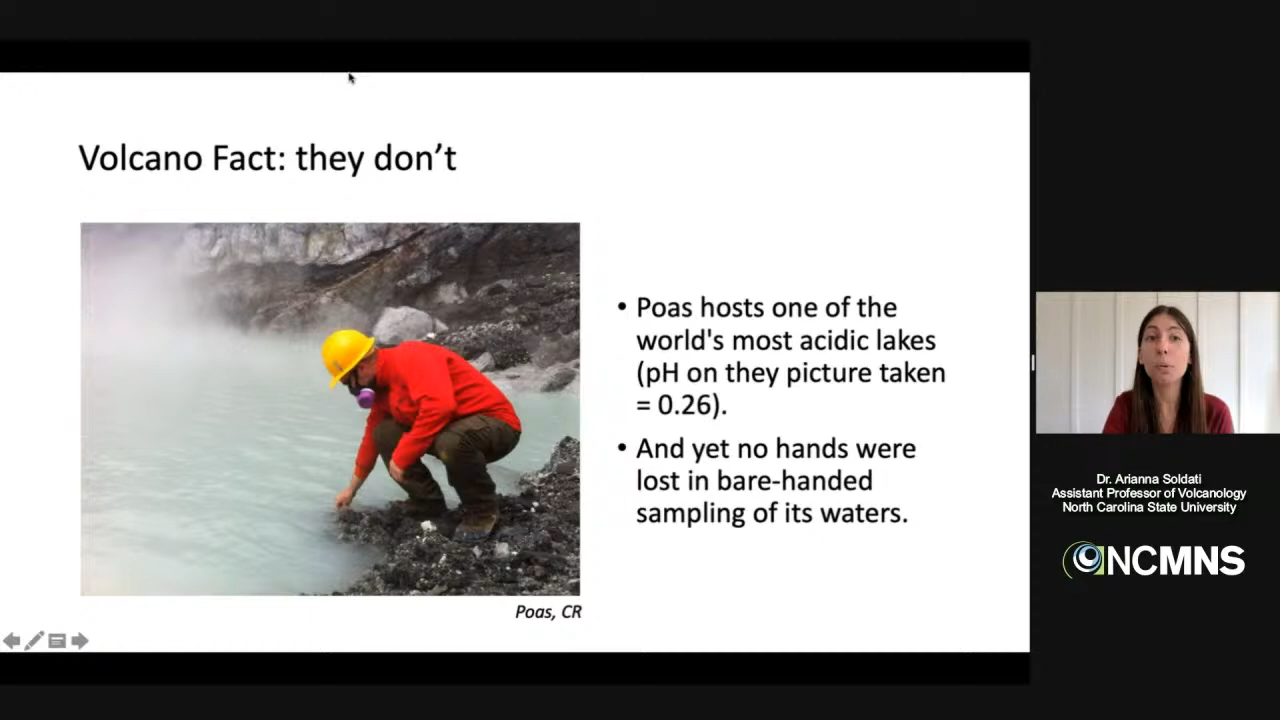 Volcano Fact: they don't
• Poas hosts one of the
world's most acidic lakes
(pH on they picture taken
= 0.26).
• And yet no hands were
lost in bare-handed
sampling of its waters.
Poas, CR
Dr. Arianna Soldati
Assistant Professor of Volcanology
North Carolina State University
NCMNS